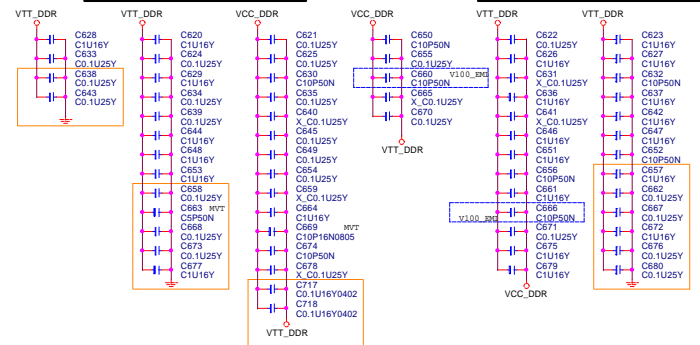 VTT_DDR
C628
C1U16Y
C633
C0.1U25Y
C638
C0.1U25Y
C643
C0.1U25Y
VTT_DDR
C620
C1U16Y
C624
C0.1U25Y
C629
C1U16Y
C634
C0.1U25Y
C639
C0.1U25Y
C644
C1U16Y
C648
C1U16Y
C653
C1U16Y
C658
C0.1U25Y
C663 MVT
C5P50N
C668
C0.1U25Y
C673
C0.1U25Y
C677
C1U16Y
VCC_DDR
C621
C0.1U25Y
C625
C0.1U25Y
C630
C10P50N
C635
C0.1U25Y
C640
X_C0.1U25Y
C645
C0.1U25Y
C649
C0.1U25Y
C654
C0.1U25Y
C659
X_C0.1U25Y
C664
C1U16Y
C669 MVT
C10P16N0805
C674
C10P50N
C678
X_C0.1U25Y
C717
C0.1U16Y0402
C718
C0.1U16Y0402
VTT_DDR
VCC_DDR
C650
C10P50N
C655
C0.1U25Y
C660 V100_EMI
C10P50N
C665
X_C0.1U25Y
C670
C0.1U25Y
VTT_DDR
VTT_DDR
C622
C0.1U25Y
C626
C1U16Y
C631
X_C0.1U25Y
C636
C1U16Y
C641
X_C0.1U25Y
C646
C1U16Y
C651
C1U16Y
C656
C10P50N
C661
C1U16Y
C666
V100_EMI C10P50N
C671
C0.1U25Y
C675
C1U16Y
C679
C1U16Y
VCC_DDR
VTT_DDR
C623
C1U16Y
C627
C1U16Y
C632
C10P50N
C637
C1U16Y
C642
C1U16Y
C647
C1U16Y
C652
C10P50N
C657
C1U16Y
C662
C0.1U25Y
C667
C0.1U25Y
C672
C1U16Y
C676
C0.1U25Y
C680
C0.1U25Y